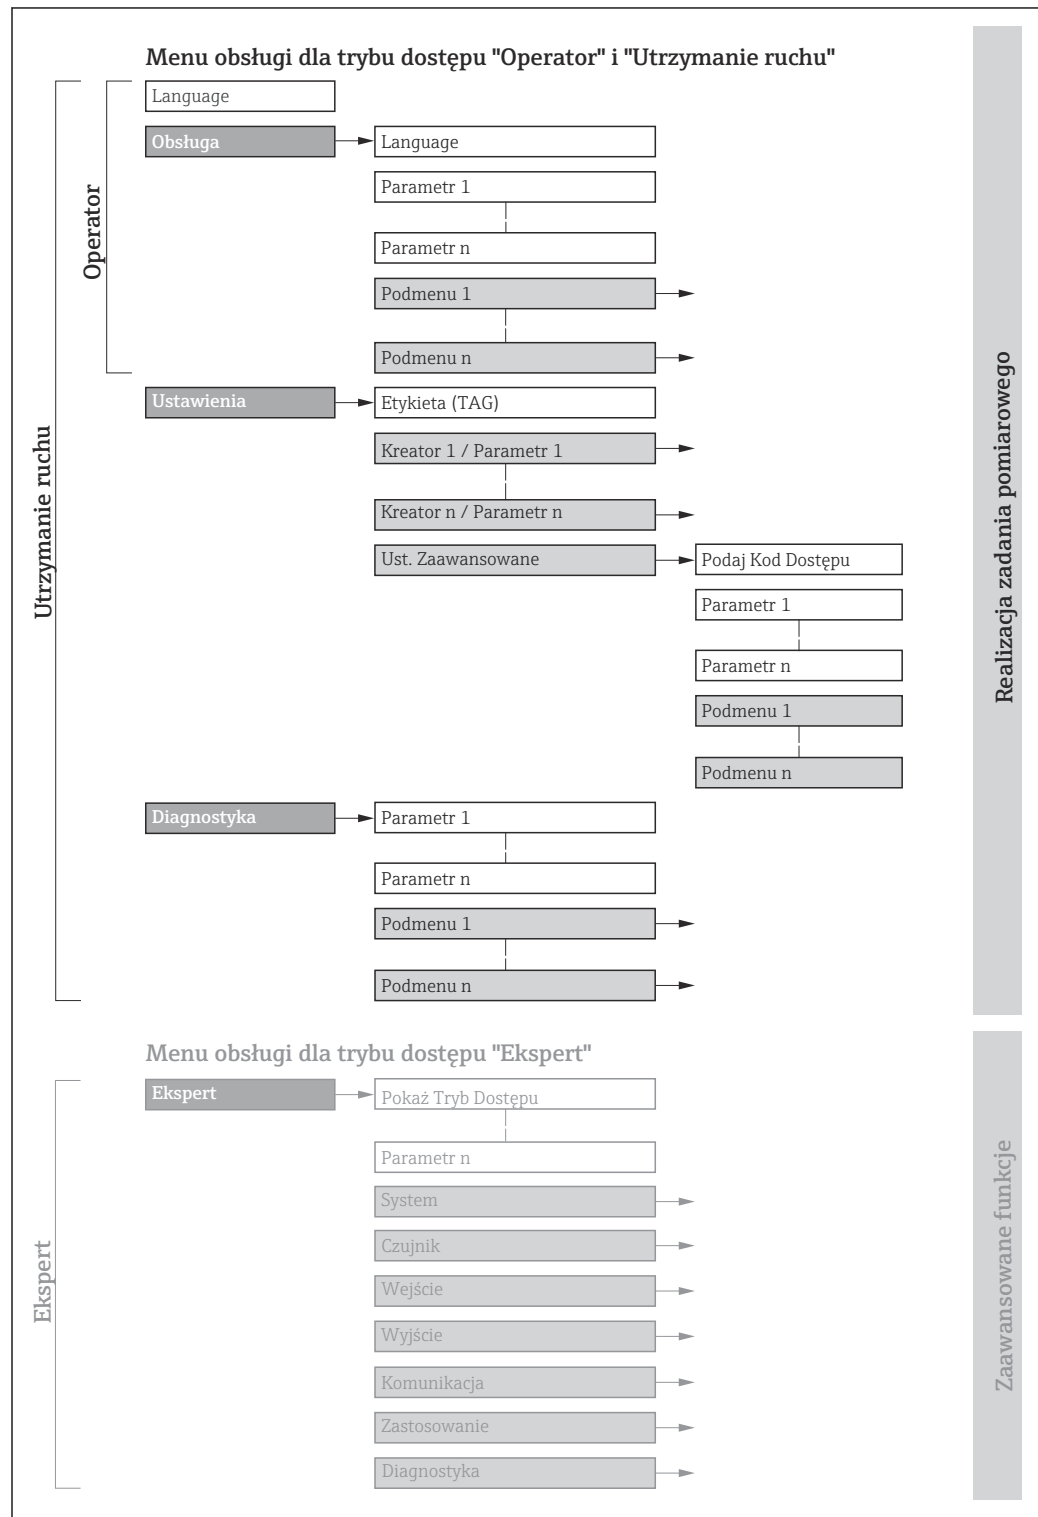 Menu obsługi dla trybu dostępu "Operator" i "Utrzymanie ruchu"
Language
Obsługa
Language
Parametr 1
Parametr n
Podmenu 1
Podmenu n
Operator
Ustawienia
Etykieta (TAG)
Kreator 1 / Parametr 1
Kreator n / Parametr n
Ust. Zaawansowane
Podaj Kod Dostępu
Parametr 1
Parametr n
Podmenu 1
Podmenu n
Diagnostyka
Parametr 1
Parametr n
Podmenu 1
Podmenu n
Utrzymanie ruchu
Realizacja zadania pomiarowego
Menu obsługi dla trybu dostępu "Ekspert"
Ekspert
Pokaż Tryb Dostępu
Parametr n
System
Czujnik
Wejście
Wyjście
Komunikacja
Zastosowanie
Diagnostyka
Ekspert
Zaawansowane funkcje